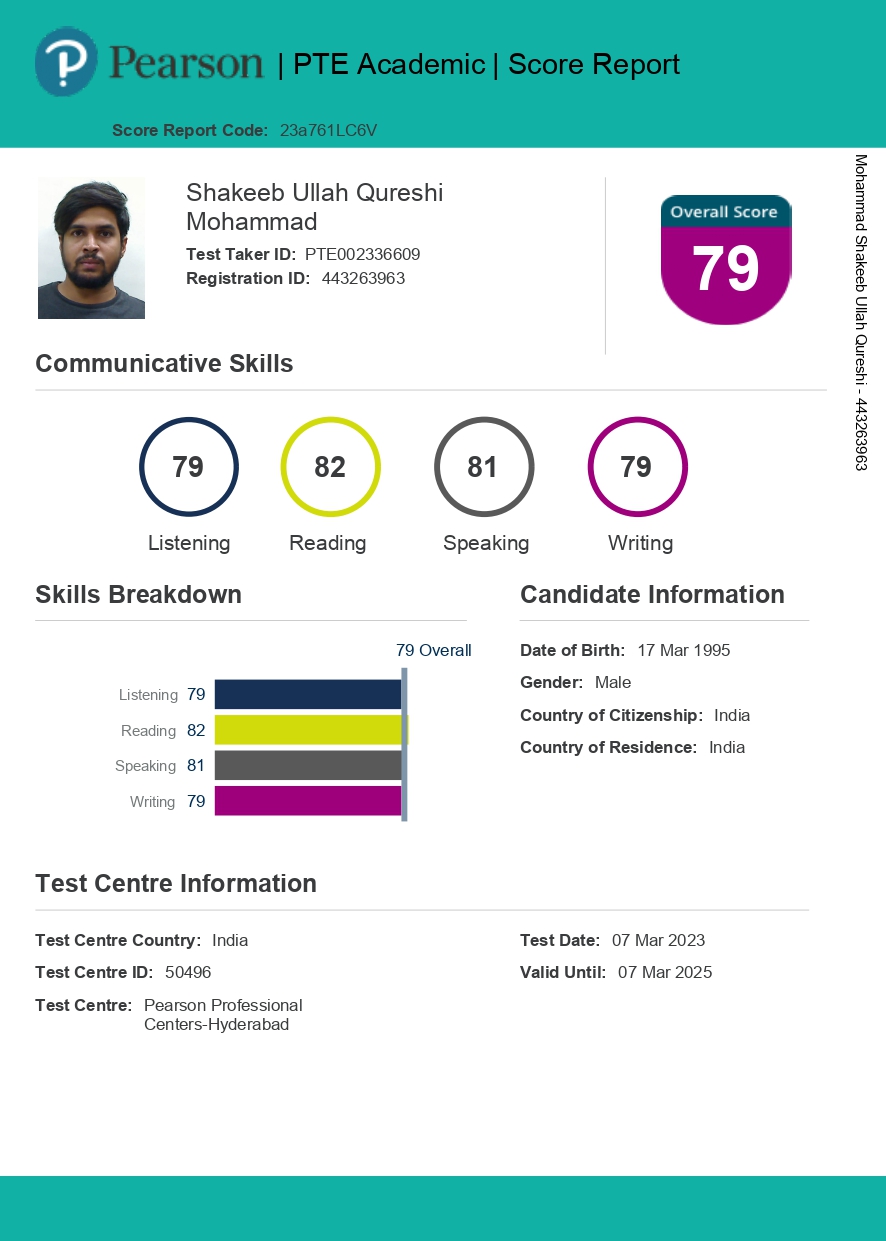 Pearson | PTE Academic | Score Report
Score Report Code: 23a761LC6V
Mohammad Shakeeb Ullah Qureshi - 443263963
Shakeeb Ullah Qureshi
Mohammad
Test Taker ID: PTE002336609
Registration ID: 443263963
Overall Score
79
Communicative Skills
79 82 81 79
Listening Reading Speaking Writing
Skills Breakdown
79 Overall
Listening 79
Reading 82
Speaking 81
Writing 79
Candidate Information
Date of Birth: 17 Mar 1995
Gender: Male
Country of Citizenship: India
Country of Residence: India
Test Centre Information
Test Centre Country: India
Test Centre ID: 50496
Test Centre: Pearson Professional
Centers-Hyderabad
Test Date: 07 Mar 2023
Valid Until: 07 Mar 2025